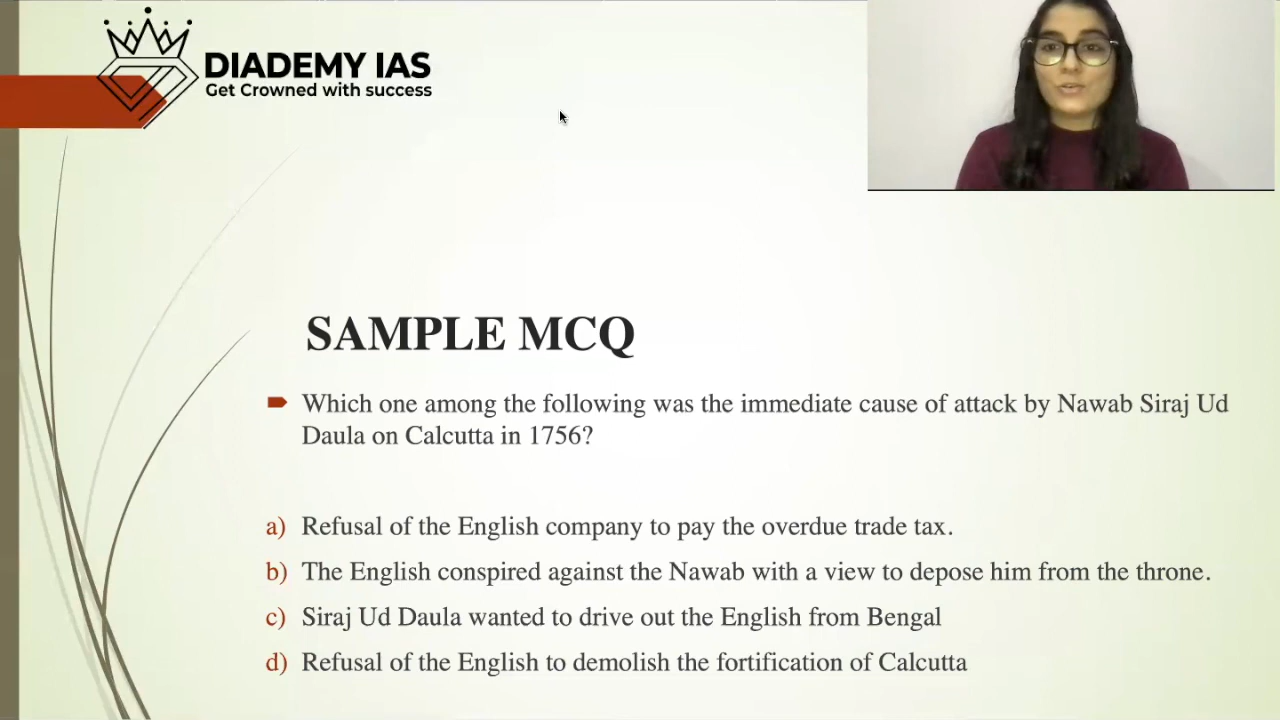 DIADEMY IAS
Get Crowned with success
SAMPLE MCQ
Which one among the following was the immediate cause of attack by Nawab Siraj Ud
Daula on Calcutta in 1756?
a) Refusal of the English company to pay the overdue trade tax.
b) The English conspired against the Nawab with a view to depose him from the throne.
c) Siraj Ud Daula wanted to drive out the English from Bengal
d) Refusal of the English to demolish the fortification of Calcutta